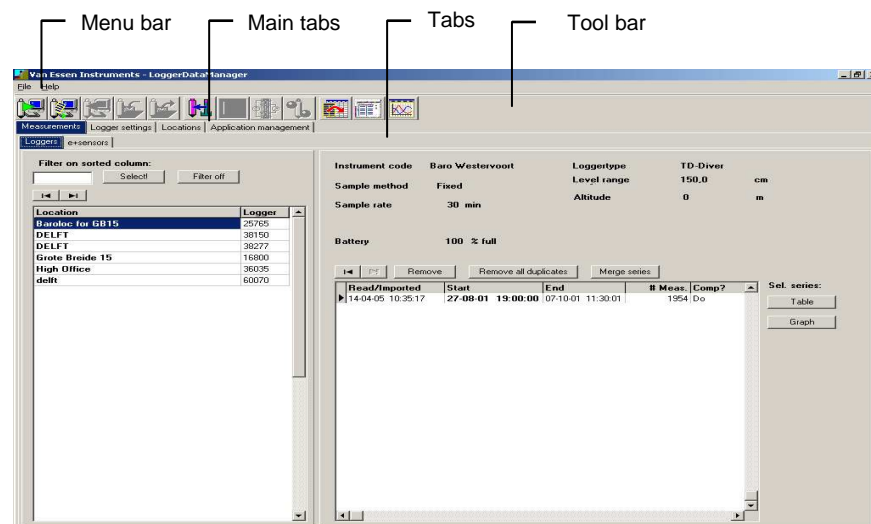 Menu bar Main tabs Tabs Tool bar
Van Essen Instruments - LoggerDataManager
File Help
Measurements Logger settings Locations Application management
Loggers e+sensors
Filter on sorted column:
Select! Filter off
Location Logger
Baroloc for GB15 25765
DELFT 38150
DELFT 38277
Grote Breide 15 16800
High Office 36035
delft 60070
Instrument code Baro Westervoort Loggertype TD-Diver
Level range 150,0 cm
Sample method Fixed
Altitude 0 m
Sample rate 30 min
Battery 100 % full
Remove Remove all duplicates Merge series
Read/Imported Start End # Meas. Comp? Sel. series:
14-04-05 10:35:17 27-08-01 19:00:00 07-10-01 11:30:01 1954 Do Table
Graph